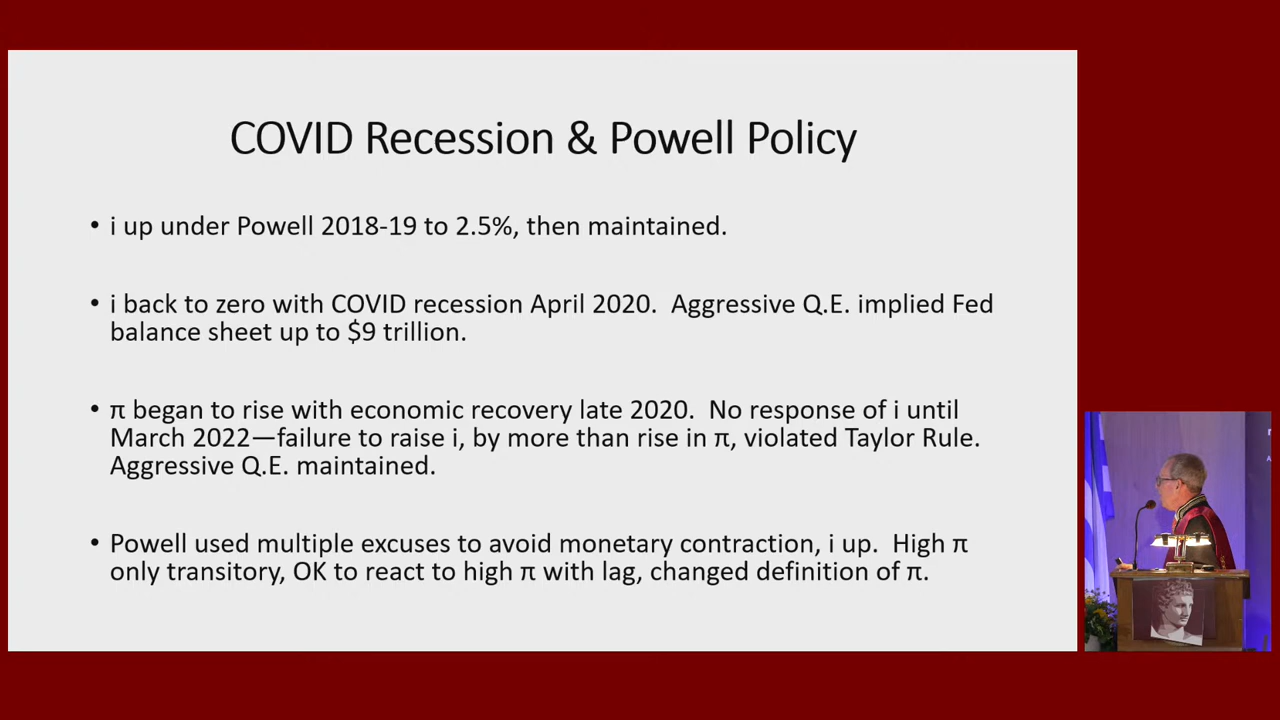 COVID Recession & Powell Policy
• i up under Powell 2018-19 to 2.5%, then maintained.
• i back to zero with COVID recession April 2020.  Aggressive Q.E. implied Fed
balance sheet up to $9 trillion.
• π began to rise with economic recovery late 2020.  No response of i until
March 2022—failure to raise i, by more than rise in π, violated Taylor Rule.
Aggressive Q.E. maintained.
• Powell used multiple excuses to avoid monetary contraction, i up.  High π
only transitory, OK to react to high π with lag, changed definition of π.